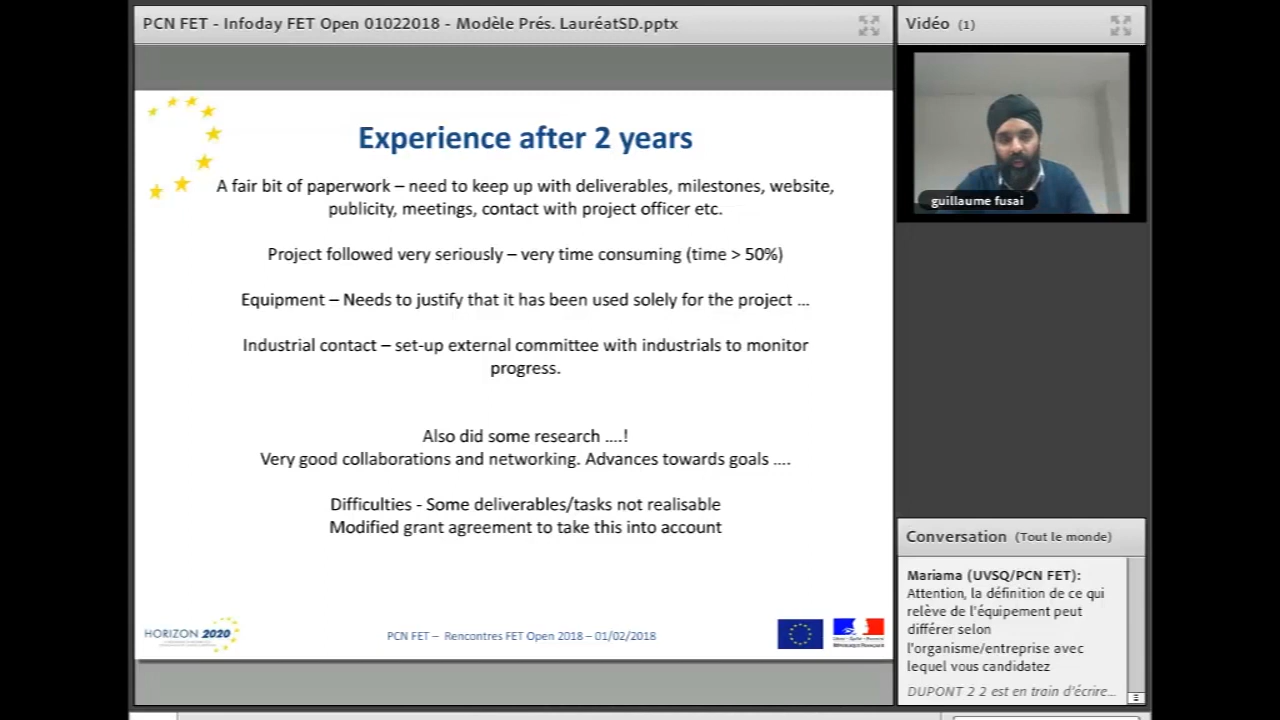 PCN FET - Infoday FET Open 01022018 - Modèle Prés. LauréatSD.pptx
Experience after 2 years
A fair bit of paperwork – need to keep up with deliverables, milestones, website,
publicity, meetings, contact with project officer etc.
Project followed very seriously – very time consuming (time > 50%)
Equipment – Needs to justify that it has been used solely for the project ...
Industrial contact – set-up external committee with industrials to monitor
progress.
Also did some research ....!
Very good collaborations and networking. Advances towards goals ....
Difficulties - Some deliverables/tasks not realisable
Modified grant agreement to take this into account
HORIZON 2020
PCN FET – Rencontres FET Open 2018 – 01/02/2018
Vidéo (1)
guillaume fusai
Conversation (Tout le monde)
Mariama (UVSQ/PCN FET):
Attention, la définition de ce qui
relève de l'équipement peut
différer selon
l'organisme/entreprise avec
lequel vous candidatez
DUPONT 2 2 est en train d'écrire...